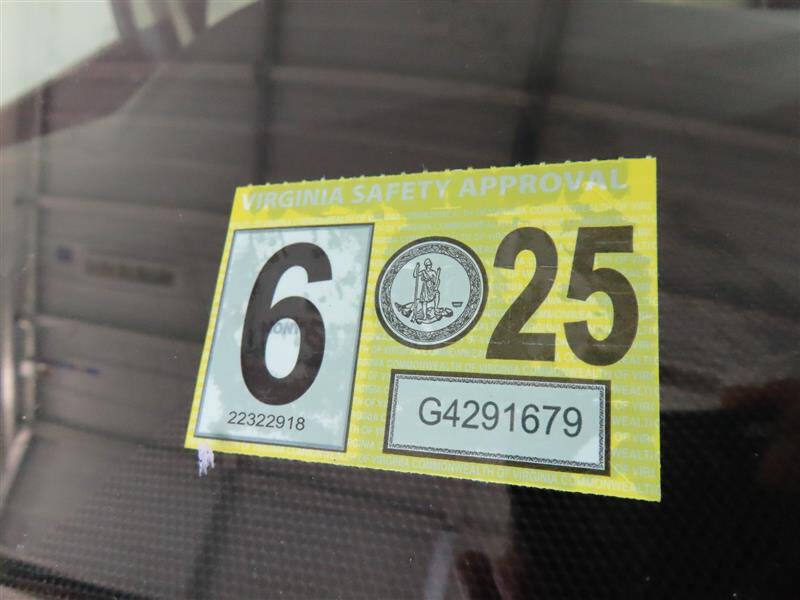 VIRGINIA SAFETY APPROVAL
6
25
22322918
G4291679